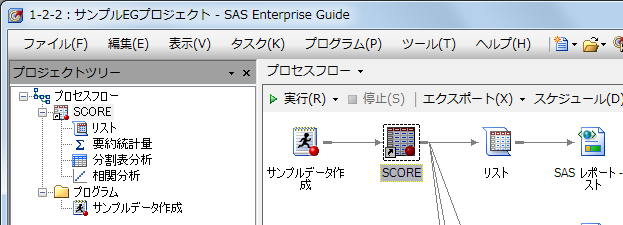 1-2-2：サンプルEGプロジェクト - SAS Enterprise Guide
ファイル(F) 編集(E) 表示(V) タスク(K) プログラム(P) ツール(T) ヘルプ(H)
プロジェクトツリー
プロセスフロー
SCORE
リスト
要約統計量
分割表分析
相関分析
プログラム
サンプルデータ作成
プロセスフロー
実行(R) 停止(S) エクスポート(X) スケジュール(D)
サンプルデータ作
成
SCORE
リスト
SAS レポート -
スト